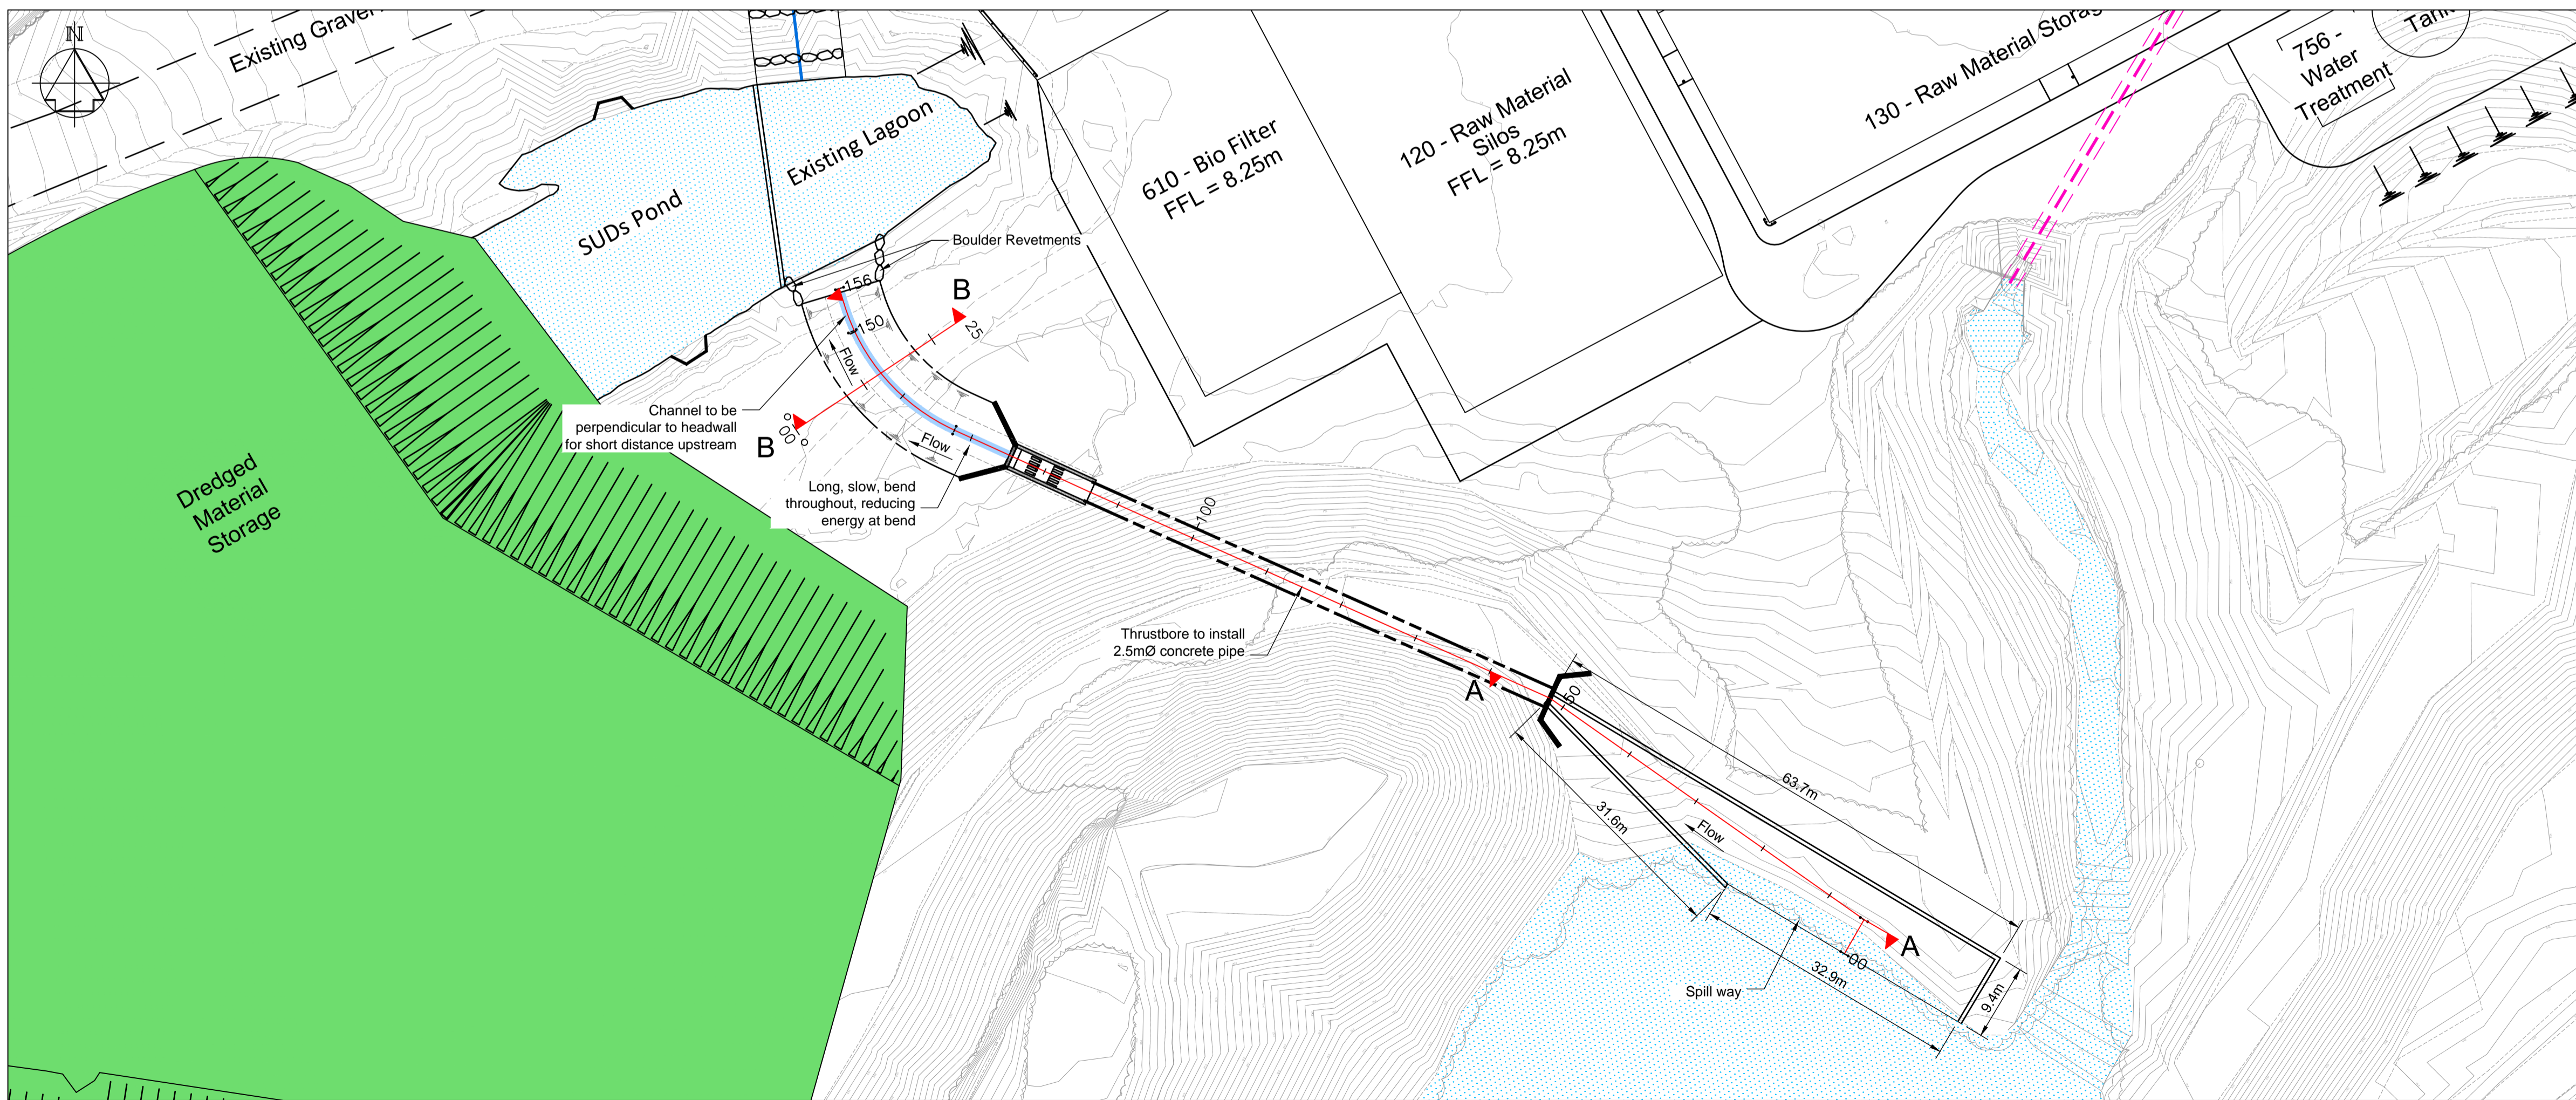 N
Existing
SUDs Pond
Existing Lagoon
610 - Bio Filter
FFL = 8.25m
120 - Raw Material
Silos
FFL = 8.25m
130 - Raw Material
756 -
Water
Treatment
Boulder Revetments
156
150
B
25
Flow
B
00
Channel to be
perpendicular to headwall
for short distance upstream
Flow
Long, slow, bend
throughout, reducing
energy at bend
Dredged
Material
Storage
100
Thrustbore to install
2.5mØ concrete pipe
A
50
63.7m
31.6m
Flow
A
00
32.9m
Spill way
9.4m